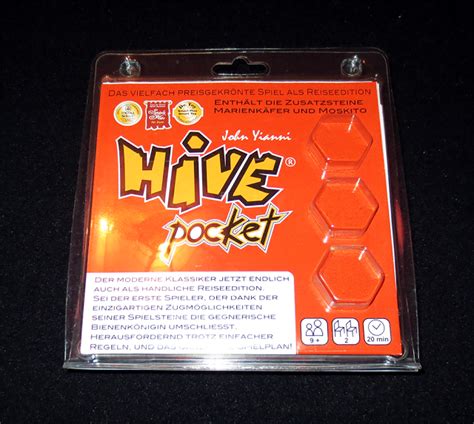 DAS VIELFACH PREISGEKRÖNTE SPIEL ALS REISEEDITION
ENTHÄLT DIE ZUSATZSTEINE
MARIENKÄFER UND MOSKITO
John Yianni
HIVE®
pocket
DER MODERNE KLASSIKER JETZT ENDLICH
AUCH ALS HANDLICHE REISEEDITION.
SEI DER ERSTE SPIELER, DER DANK DER
EINZIGARTIGEN ZUGMÖGLICHKEITEN
SEINER SPIELSTEINE DIE GEGNERISCHE
BIENENKÖNIGIN UMSCHLIESST.
HERAUSFORDERND TROTZ EINFACHER
REGELN, UND DAS SPIELPLAN!
9+
2
20 min